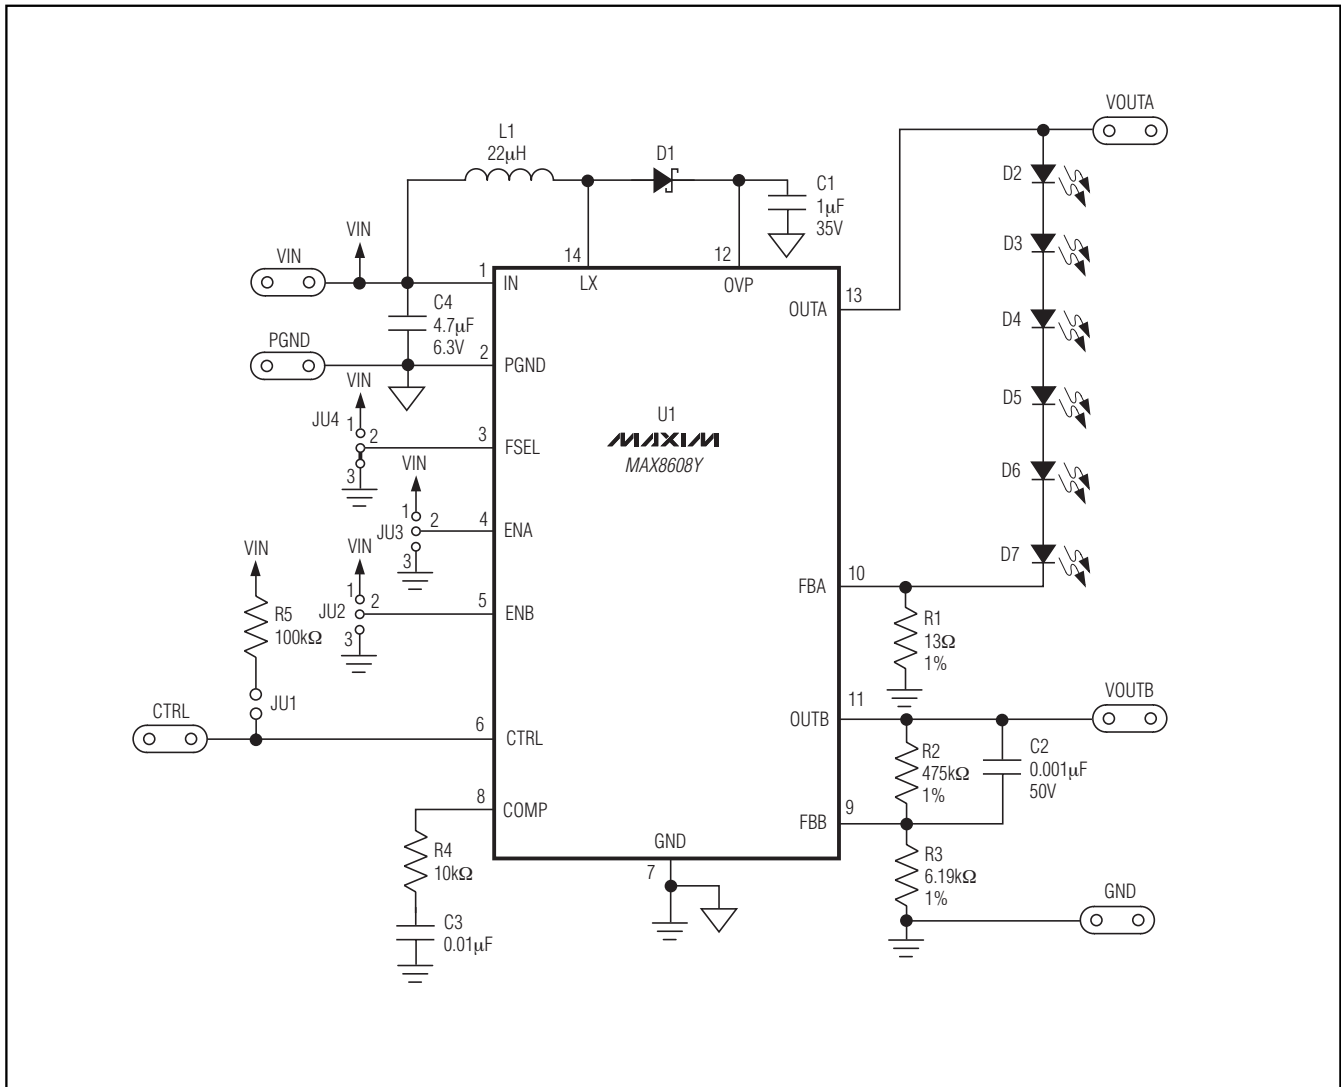 VOUTA
L1
22µH
D1
D2
C1
1µF
35V
VIN
VIN
14
12
1
IN
LX
OVP
13
OUTA
D3
C4
4.7µF
6.3V
D4
PGND
2
PGND
VIN
JU4
1
2
3
3
FSEL
U1
MAXIM
MAX8608Y
D5
VIN
1
2
JU3
3
4
ENA
D6
VIN
1
2
JU2
3
5
ENB
VIN
R5
100kΩ
JU1
D7
10
FBA
R1
13Ω
1%
CTRL
6
CTRL
11
OUTB
VOUTB
R2
475kΩ
1%
C2
0.001µF
50V
8
COMP
9
FBB
GND
7
R4
10kΩ
R3
6.19kΩ
1%
GND
C3
0.01µF